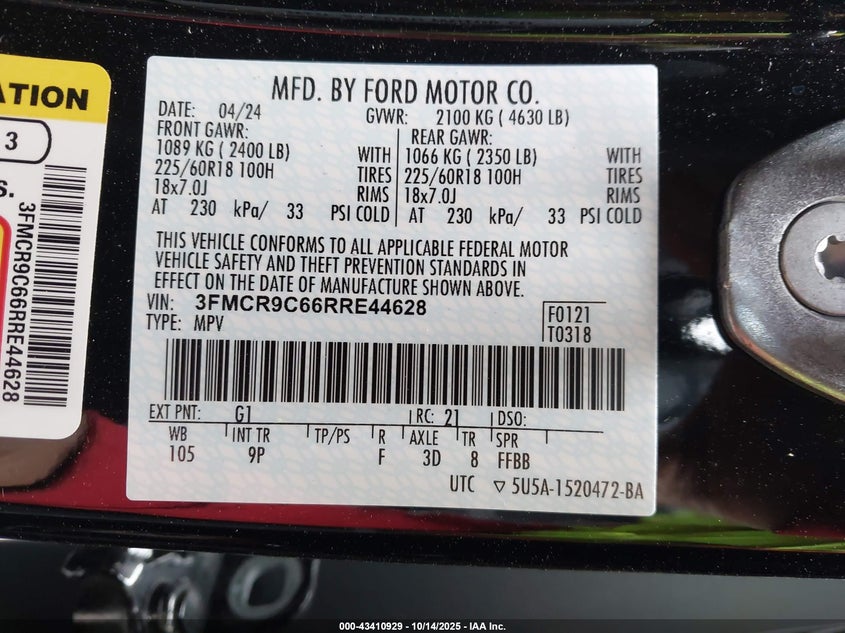 ATION
3
S.
3FMCR9C66RRE44628
MFD. BY FORD MOTOR CO.
DATE: 04/24 GVWR: 2100 KG ( 4630 LB)
FRONT GAWR: REAR GAWR:
1089 KG ( 2400 LB) WITH 1066 KG ( 2350 LB) WITH
225/60R18 100H TIRES 225/60R18 100H TIRES
18x7.0J RIMS 18x7.0J RIMS
AT 230 kPa/ 33 PSI COLD AT 230 kPa/ 33 PSI COLD
THIS VEHICLE CONFORMS TO ALL APPLICABLE FEDERAL MOTOR
VEHICLE SAFETY AND THEFT PREVENTION STANDARDS IN
EFFECT ON THE DATE OF MANUFACTURE SHOWN ABOVE.
VIN: 3FMCR9C66RRE44628 F0121
TYPE: MPV T0318
EXT PNT: G1 RC: 21 DSO:
WB INT TR TP/PS R AXLE TR SPR
105 9P F 3D 8 FFBB
UTC ▽ 5U5A-1520472-BA
000-43410929 - 10/14/2025 - IAA Inc.